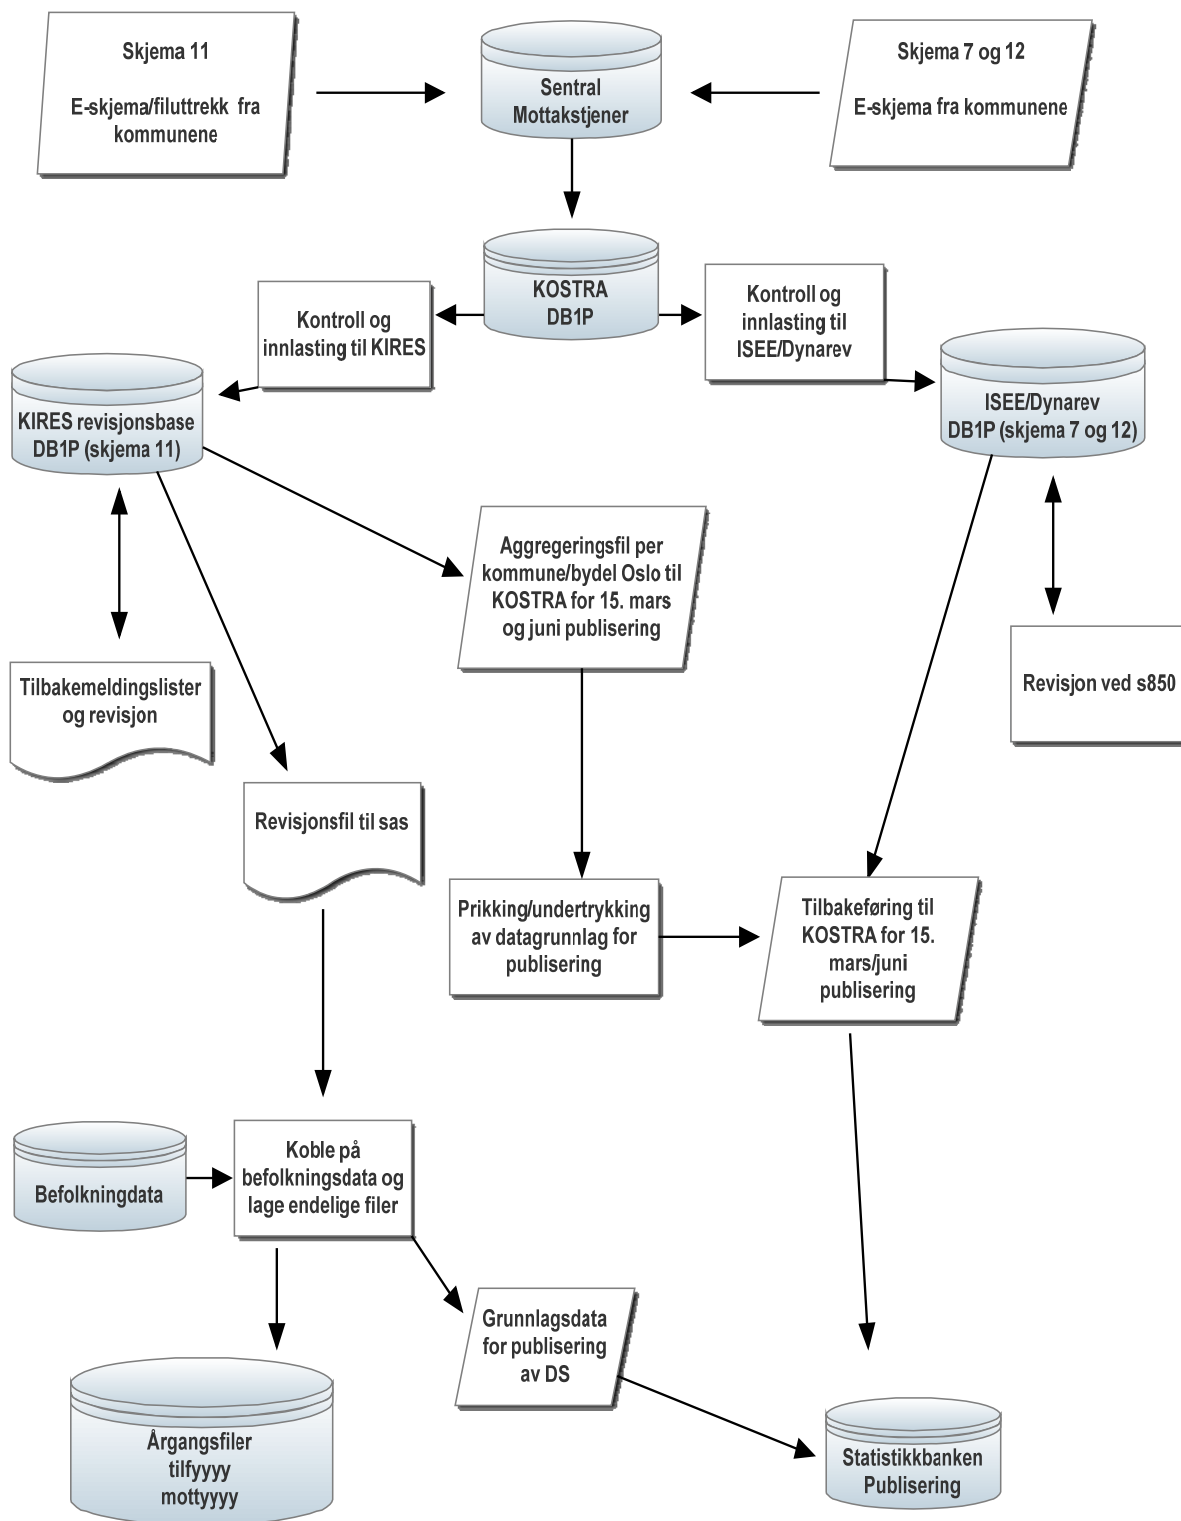 Skjema 11
E-skjema/filuttrekk fra
kommunene
Sentral
Mottakstjener
Skjema 7 og 12
E-skjema fra kommunene
KOSTRA
DB1P
Kontroll og
innlasting til KIRES
Kontroll og
innlasting til
ISEE/Dynarev
KIRES revisjonsbase
DB1P (skjema 11)
ISEE/Dynarev
DB1P (skjema 7 og 12)
Aggregeringsfil per
kommune/bydel Oslo til
KOSTRA for 15. mars
og juni publisering
Tilbakemeldingslister
og revisjon
Revisjon ved s850
Revisjonsfil til sas
Prikking/undertrykking
av datagrunnlag for
publisering
Tilbakeføring til
KOSTRA for 15.
mars/juni
publisering
Befolkningdata
Koble på
befolkningsdata og
lage endelige filer
Grunnlagsdata
for publisering
av DS
Årgangsfiler
tilfyyyy
mottyyyy
Statistikkbanken
Publisering